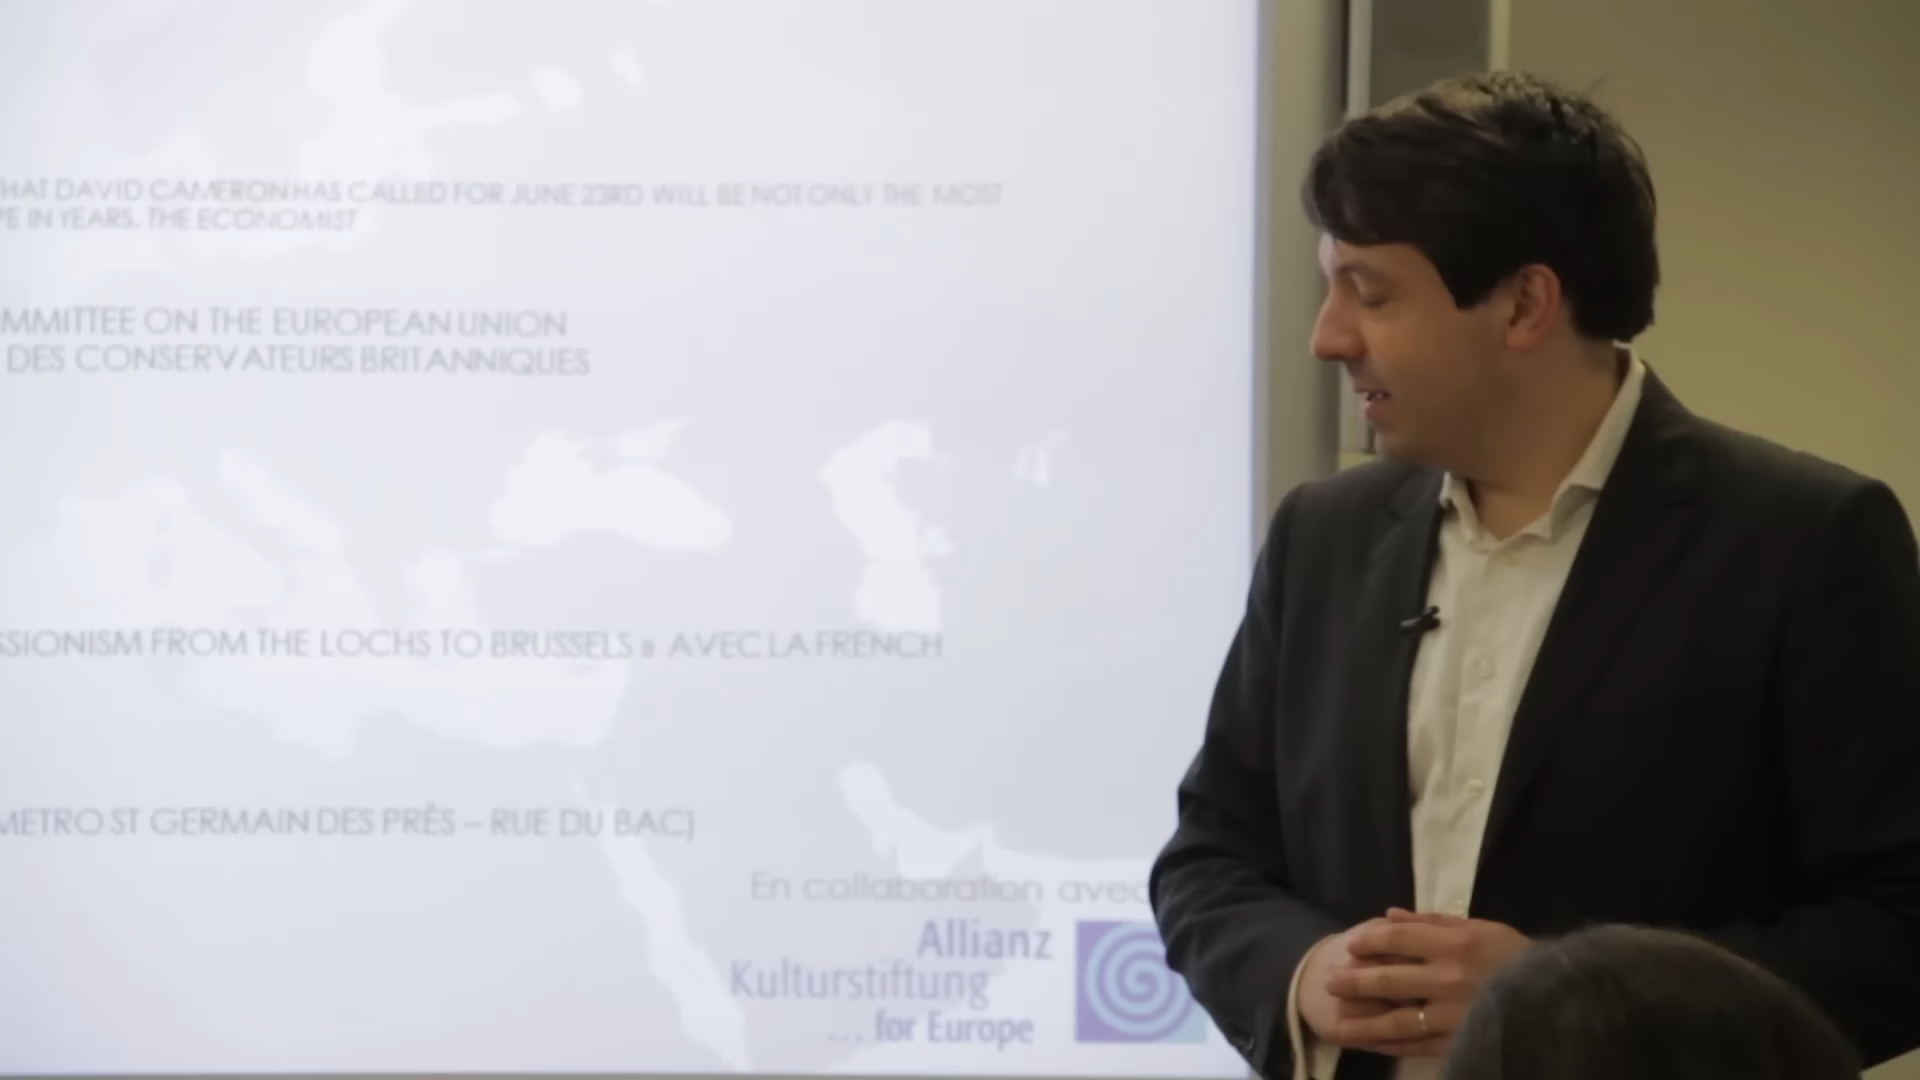 THAT DAVID CAMERON HAS CALLED FOR JUNE 23RD WILL BE NOT ONLY THE MOST
PE IN YEARS. THE ECONOMIST
MMITTEE ON THE EUROPEAN UNION
DES CONSERVATEURS BRITANNIQUES
SSIONISM FROM THE LOCHS TO BRUSSELS » AVEC LA FRENCH
METRO ST GERMAIN DES PRÊS – RUE DU BAC)
En collaboration avec
Allianz
Kulturstiftung
... for Europe